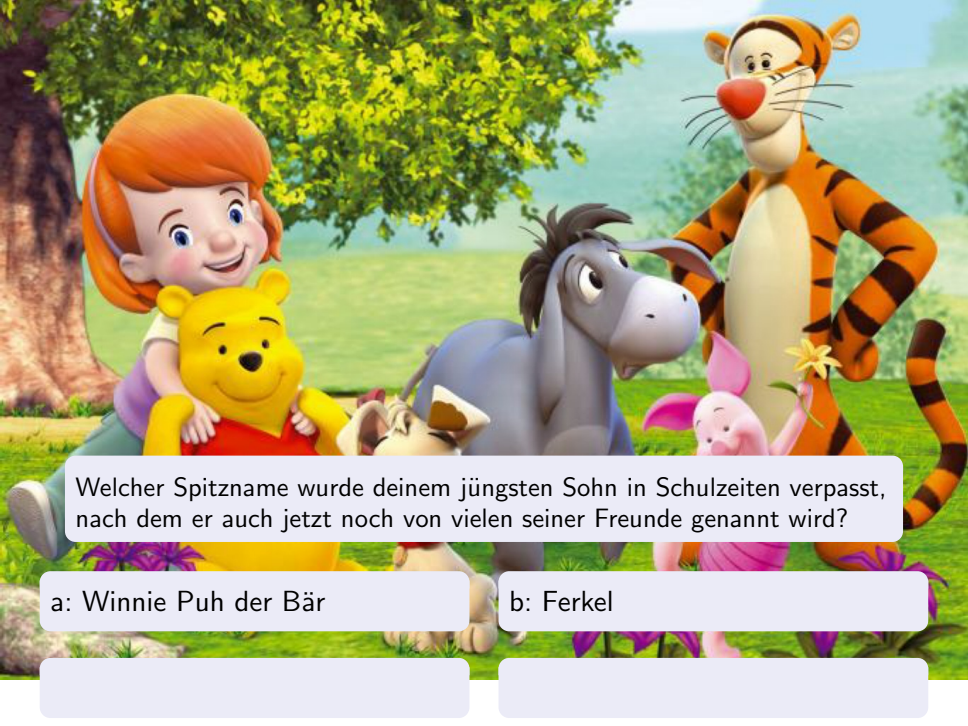 Welcher Spitzname wurde deinem jüngsten Sohn in Schulzeiten verpasst,
nach dem er auch jetzt noch von vielen seiner Freunde genannt wird?
a: Winnie Puh der Bär
b: Ferkel